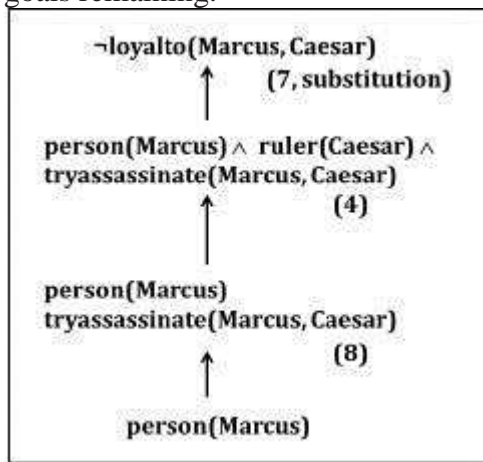 goals remaining.
¬loyalto(Marcus, Caesar)
(7, substitution)
person(Marcus) ∧ ruler(Caesar) ∧
tryassassinate(Marcus, Caesar)
(4)
person(Marcus)
tryassassinate(Marcus, Caesar)
(8)
person(Marcus)